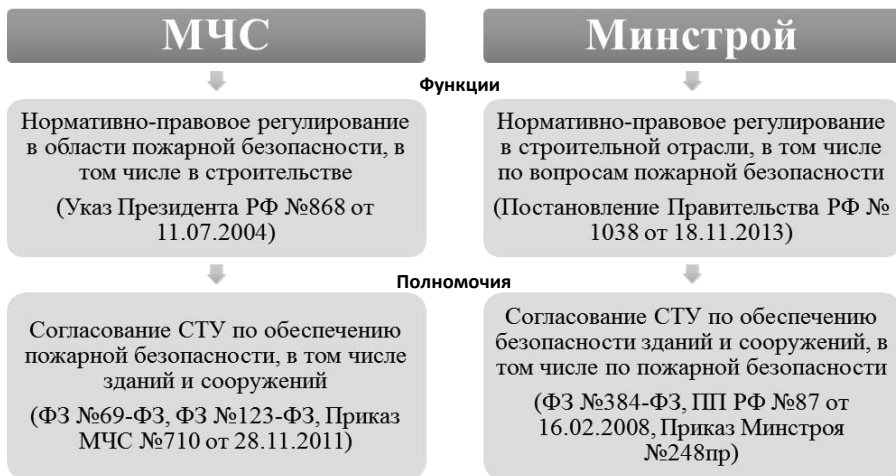 МЧС
Минстрой
Функции
Нормативно-правовое регулирование
в области пожарной безопасности, в
том числе в строительстве
(Указ Президента РФ №868 от
11.07.2004)
Нормативно-правовое регулирование
в строительной отрасли, в том числе
по вопросам пожарной безопасности
(Постановление Правительства РФ №
1038 от 18.11.2013)
Полномочия
Согласование СТУ по обеспечению
пожарной безопасности, в том числе
зданий и сооружений
(ФЗ №69-ФЗ, ФЗ №123-ФЗ, Приказ
МЧС №710 от 28.11.2011)
Согласование СТУ по обеспечению
безопасности зданий и сооружений, в
том числе по пожарной безопасности
(ФЗ №384-ФЗ, ПП РФ №87 от
16.02.2008, Приказ Минстроя
№248пр)